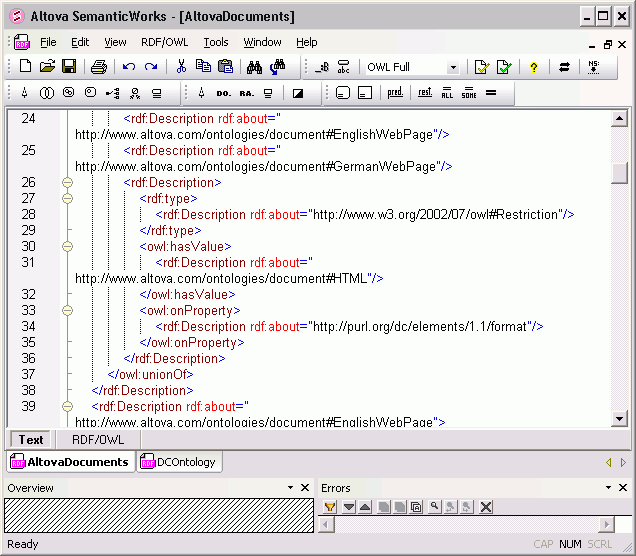 Altova SemanticWorks - [AltovaDocuments]
File Edit View RDF/OWL Tools Window Help
OWL Full NS:
DO. RA. pred. rest. ALL SOME
24 <rdf:Description rdf:about="
http://www.altova.com/ontologies/document#EnglishWebPage"/>
25 <rdf:Description rdf:about="
http://www.altova.com/ontologies/document#GermanWebPage"/>
26 <rdf:Description>
27 <rdf:type>
28 <rdf:Description rdf:about="http://www.w3.org/2002/07/owl#Restriction"/>
29 </rdf:type>
30 <owl:hasValue>
31 <rdf:Description rdf:about="
http://www.altova.com/ontologies/document#HTML"/>
32 </owl:hasValue>
33 <owl:onProperty>
34 <rdf:Description rdf:about="http://purl.org/dc/elements/1.1/format"/>
35 </owl:onProperty>
36 </rdf:Description>
37 </owl:unionOf>
38 </rdf:Description>
39 <rdf:Description rdf:about="
http://www.altova.com/ontologies/document#EnglishWebPage">
Text RDF/OWL
AltovaDocuments DCOntology
Overview Errors
Ready CAP NUM SCRL